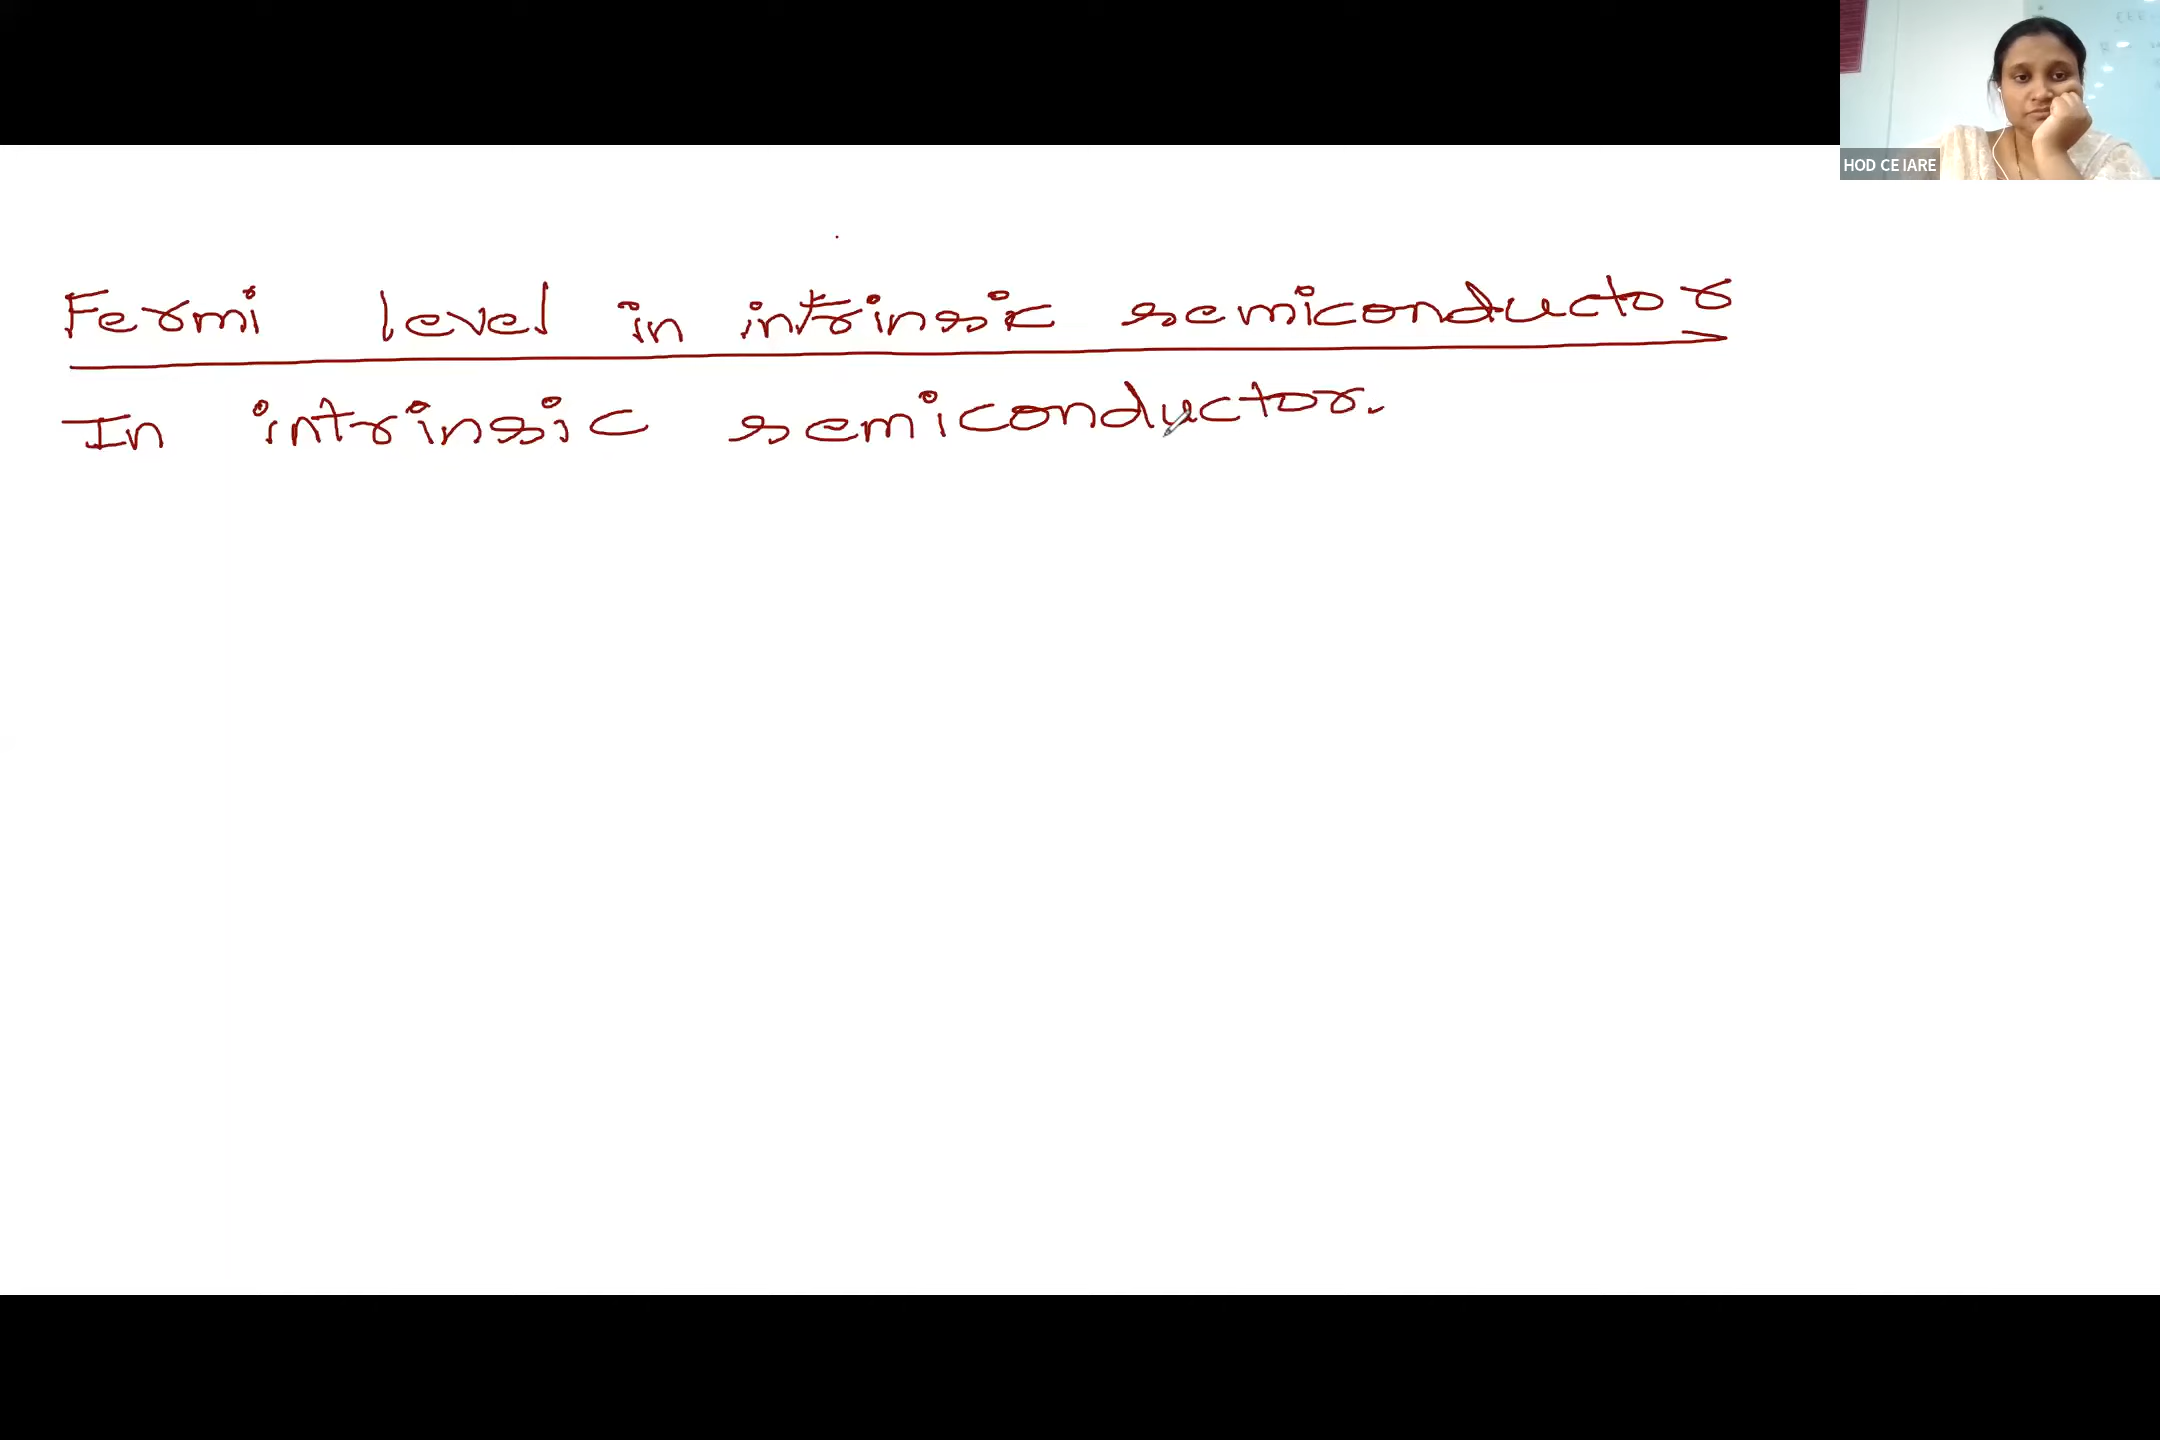 HOD CE IARE
Fermi level in intrinsic semiconductor
In intrinsic semiconductor.